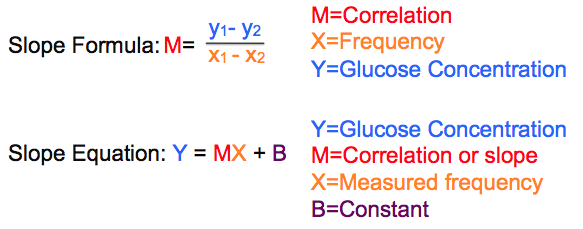 Slope Formula: M= y1- y2
x1 - x2
M=Correlation
X=Frequency
Y=Glucose Concentration
Slope Equation: Y = MX + B
Y=Glucose Concentration
M=Correlation or slope
X=Measured frequency
B=Constant